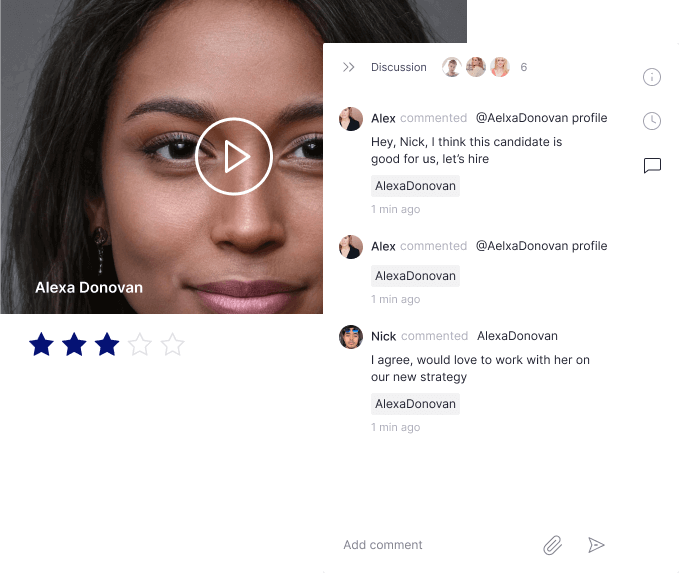 Alexa Donovan
Discussion 6
Alex commented @AelxaDonovan profile
Hey, Nick, I think this candidate is
good for us, let’s hire
AlexaDonovan
1 min ago
Alex commented @AelxaDonovan profile
AlexaDonovan
1 min ago
Nick commented AlexaDonovan
I agree, would love to work with her on
our new strategy
AlexaDonovan
1 min ago
Add comment